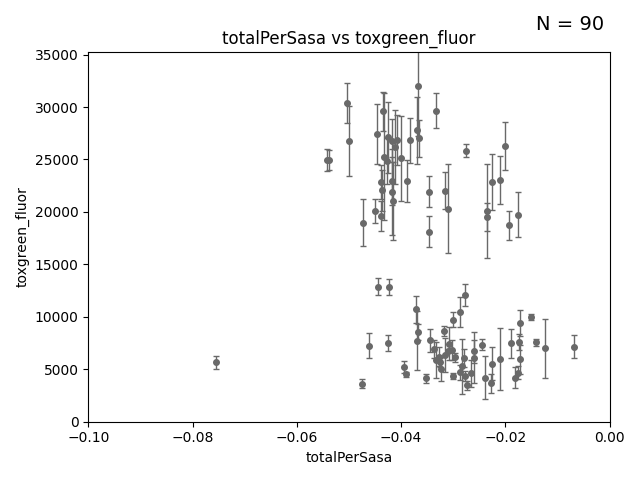 N = 90
totalPerSasa vs toxgreen_fluor
toxgreen_fluor
35000
30000
25000
20000
15000
10000
5000
0
−0.10 −0.08 −0.06 −0.04 −0.02 0.00
totalPerSasa